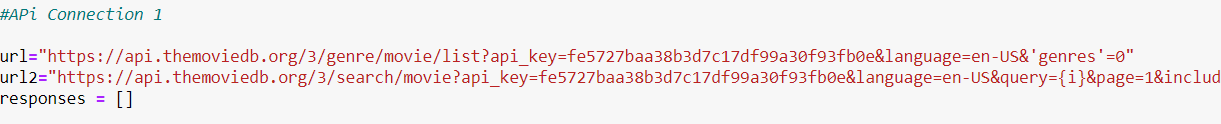 #APi Connection 1
url="https://api.themoviedb.org/3/genre/movie/list?api_key=fe5727baa38b3d7c17df99a30f93fb0e&language=en-US&'genres'=0"
url2="https://api.themoviedb.org/3/search/movie?api_key=fe5727baa38b3d7c17df99a30f93fb0e&language=en-US&query={i}&page=1&includ
responses = []